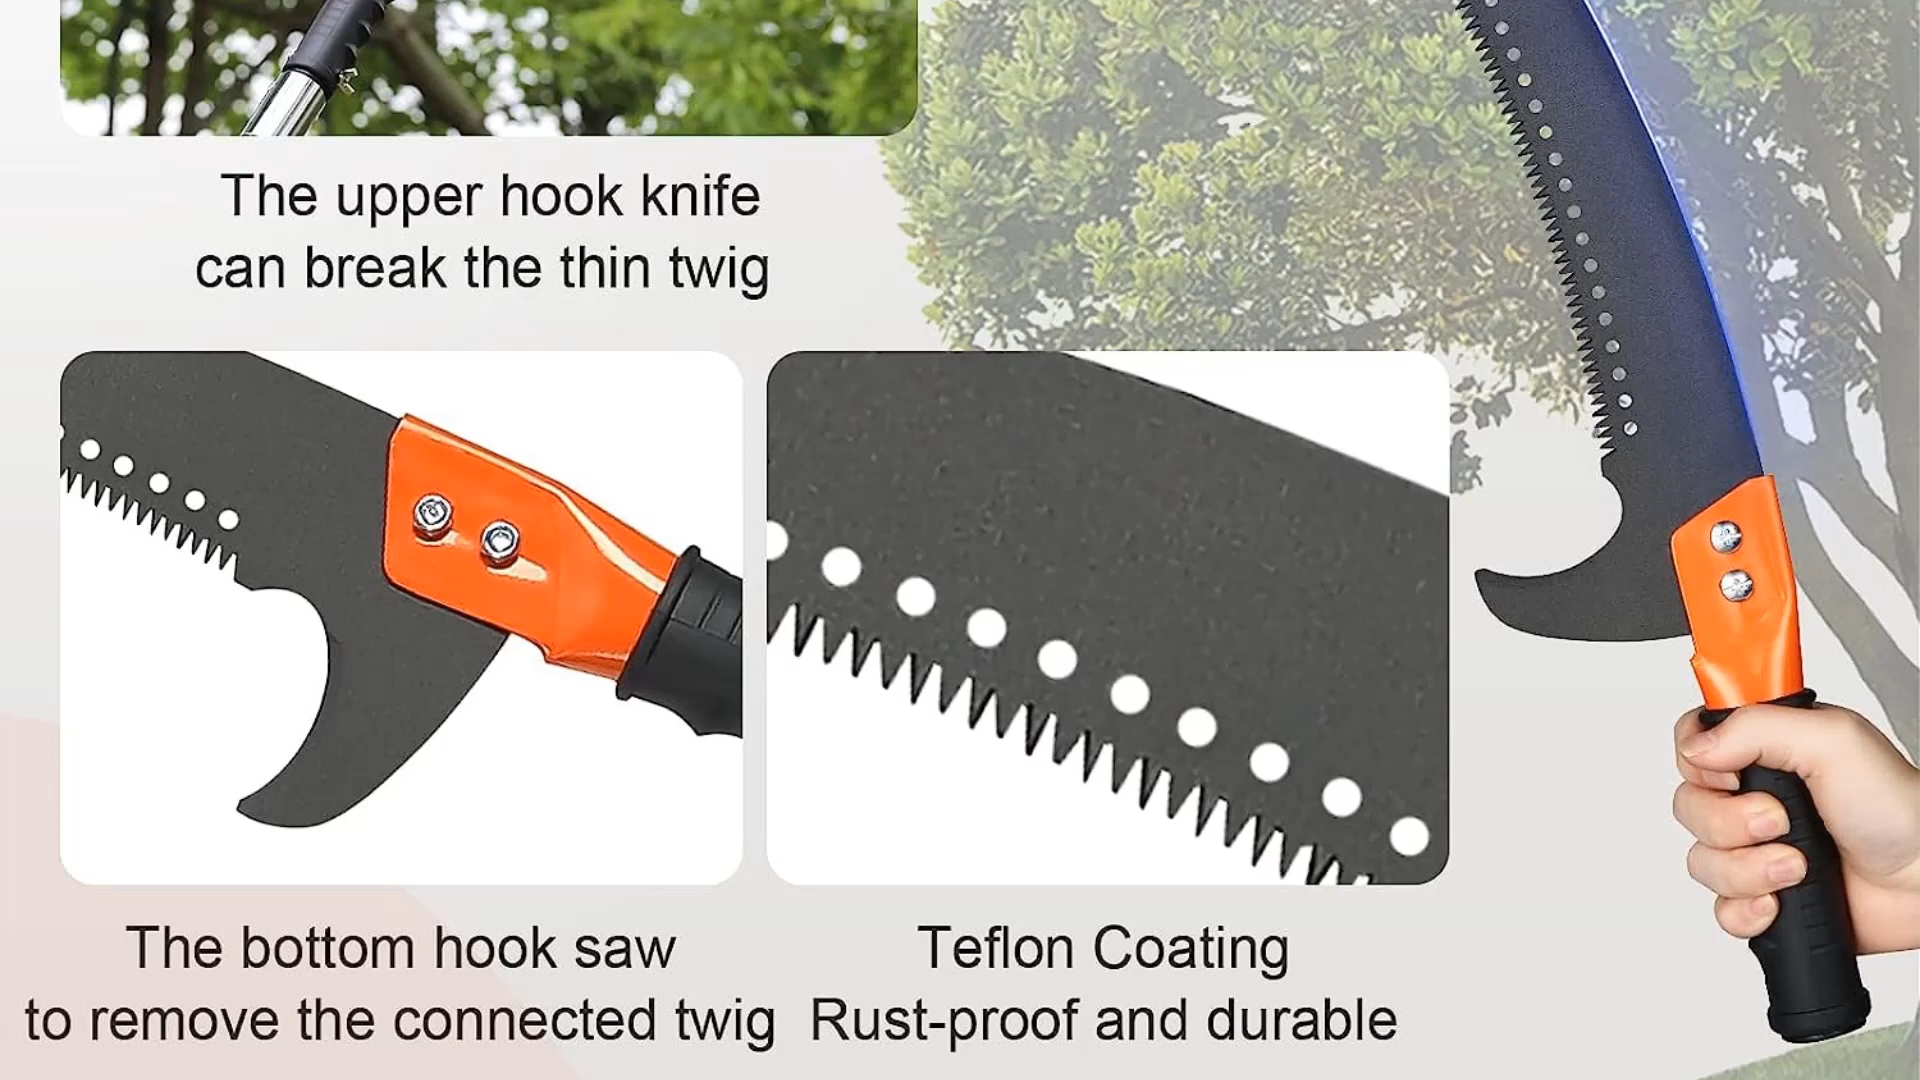 The upper hook knife
can break the thin twig
The bottom hook saw
to remove the connected twig
Teflon Coating
Rust-proof and durable